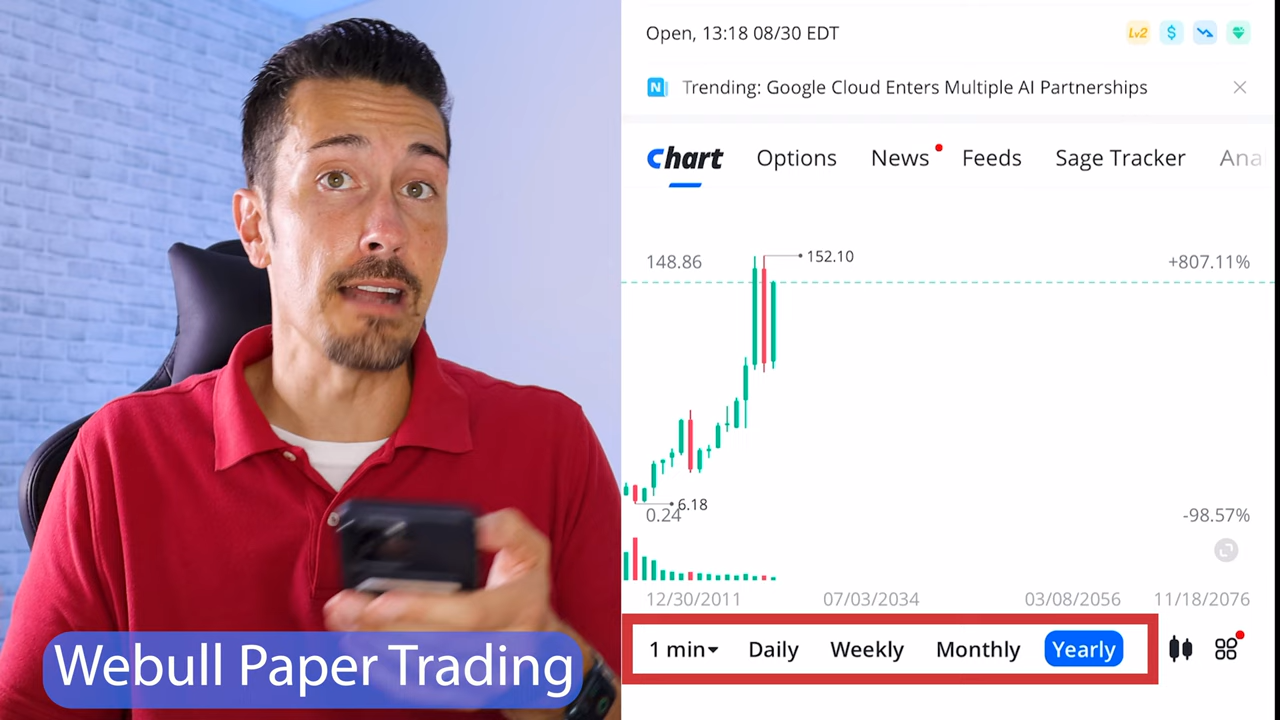 Open, 13:18 08/30 EDT
Lv2
$
N
Trending: Google Cloud Enters Multiple AI Partnerships
Chart Options News Feeds Sage Tracker Ana
148.86
152.10
+807.11%
6.18
0.24
-98.57%
12/30/2011 07/03/2034 03/08/2056 11/18/2076
1 min Daily Weekly Monthly Yearly
Webull Paper Trading